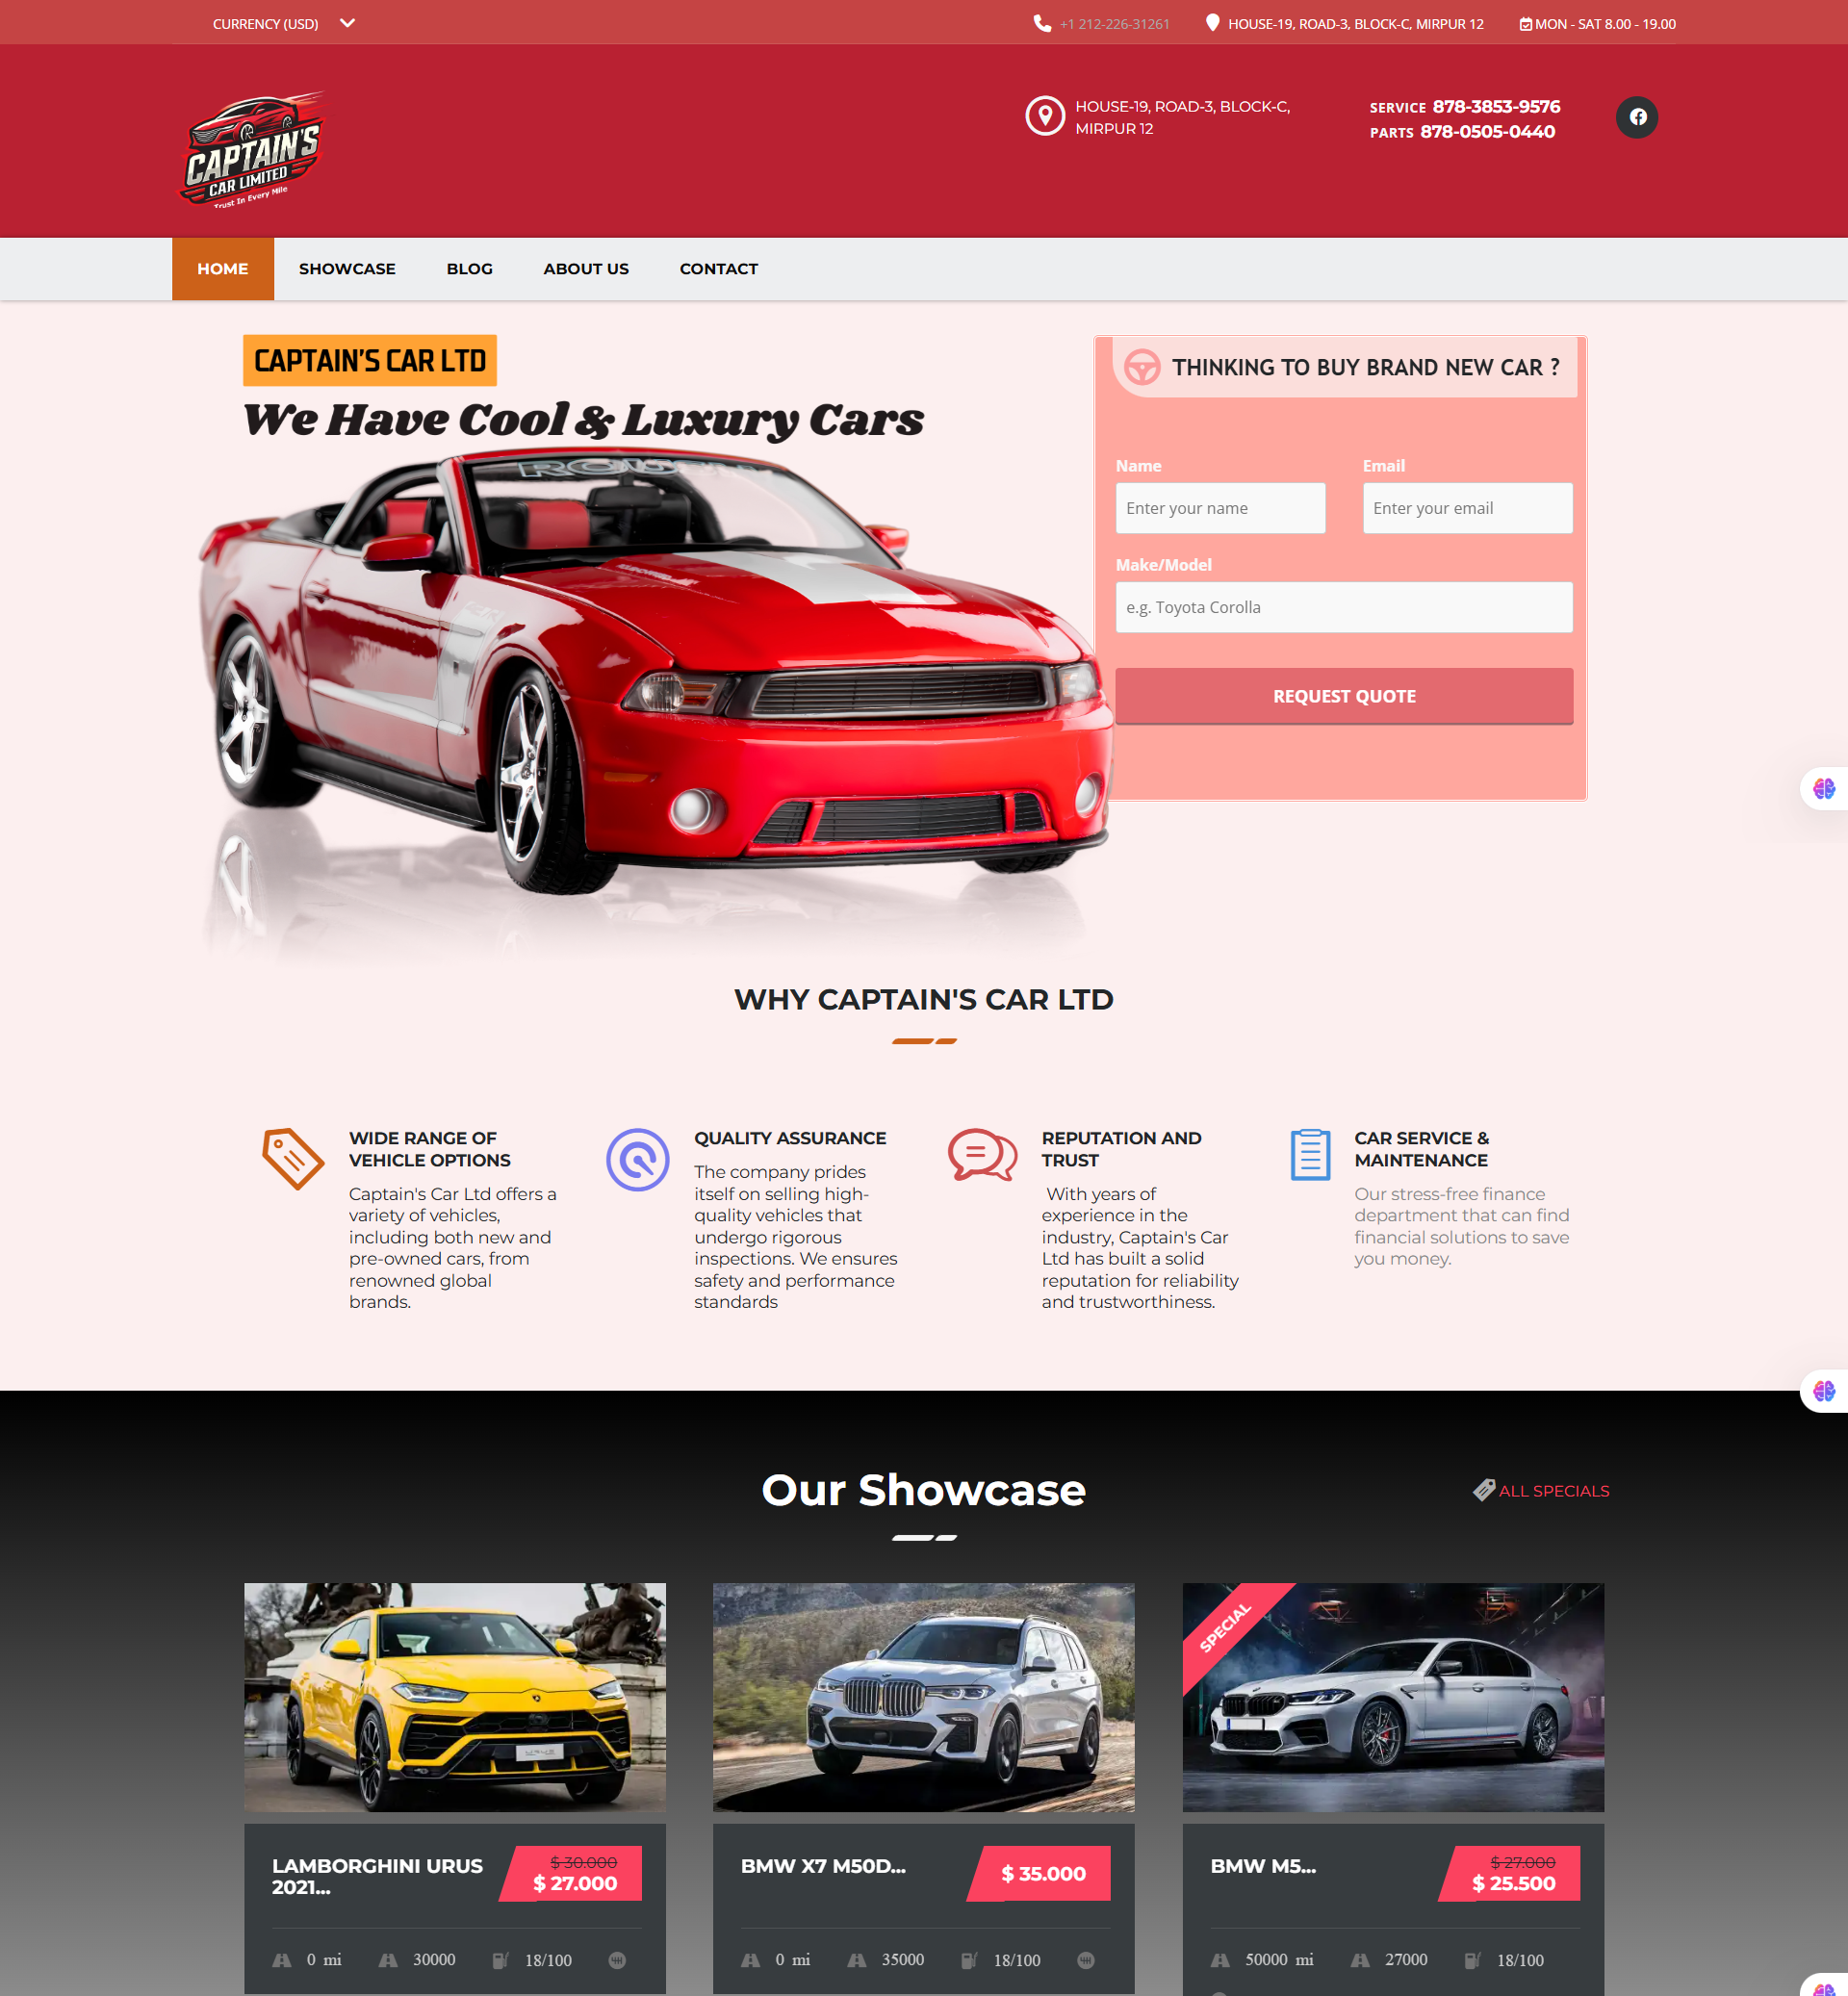 CURRENCY (USD)
+1 212-226-31261
HOUSE-19, ROAD-3, BLOCK-C, MIRPUR 12
MON - SAT 8.00 - 19.00
CAPTAIN'S
CAR LIMITED
Trust In Every Mile
HOUSE-19, ROAD-3, BLOCK-C,
MIRPUR 12
SERVICE 878-3853-9576
PARTS 878-0505-0440
HOME
SHOWCASE
BLOG
ABOUT US
CONTACT
CAPTAIN'S CAR LTD
We Have Cool & Luxury Cars
THINKING TO BUY BRAND NEW CAR ?
Name
Email
Enter your name
Enter your email
Make/Model
e.g. Toyota Corolla
REQUEST QUOTE
WHY CAPTAIN'S CAR LTD
WIDE RANGE OF
VEHICLE OPTIONS
Captain's Car Ltd offers a
variety of vehicles,
including both new and
pre-owned cars, from
renowned global
brands.
QUALITY ASSURANCE
The company prides
itself on selling high-
quality vehicles that
undergo rigorous
inspections. We ensures
safety and performance
standards
REPUTATION AND
TRUST
With years of
experience in the
industry, Captain's Car
Ltd has built a solid
reputation for reliability
and trustworthiness.
CAR SERVICE &
MAINTENANCE
Our stress-free finance
department that can find
financial solutions to save
you money.
Our Showcase
ALL SPECIALS
SPECIAL
LAMBORGHINI URUS
2021...
$ 30.000
$ 27.000
0 mi
30000
18/100
BMW X7 M50D...
$ 35.000
0 mi
35000
18/100
BMW M5...
$ 27.000
$ 25.500
50000 mi
27000
18/100